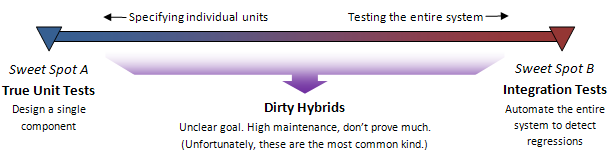 Specifying individual units
Testing the entire system
Sweet Spot A
True Unit Tests
Design a single
component
Dirty Hybrids
Unclear goal. High maintenance, don't prove much.
(Unfortunately, these are the most common kind.)
Sweet Spot B
Integration Tests
Automate the entire
system to detect
regressions